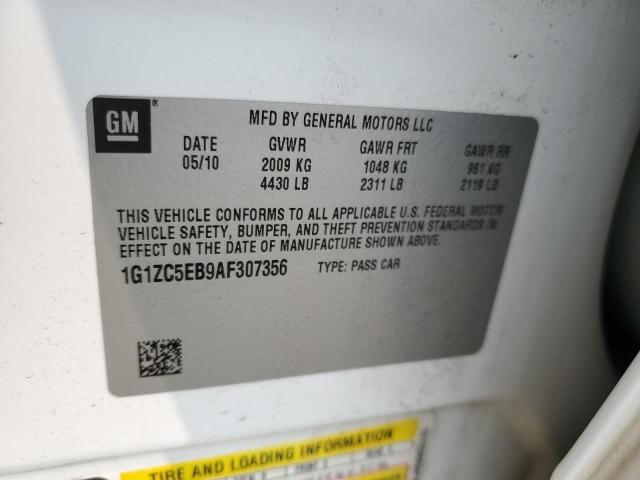 GM®
MFD BY GENERAL MOTORS LLC
DATE GVWR GAWR FRT GAWR RR
05/10 2009 KG 1048 KG 961 KG
4430 LB 2311 LB 2119 LB
THIS VEHICLE CONFORMS TO ALL APPLICABLE U.S. FEDERAL MOTOR
VEHICLE SAFETY, BUMPER, AND THEFT PREVENTION STANDARDS IN
EFFECT ON THE DATE OF MANUFACTURE SHOWN ABOVE.
1G1ZC5EB9AF307356 TYPE: PASS CAR
TIRE AND LOADING INFORMATION